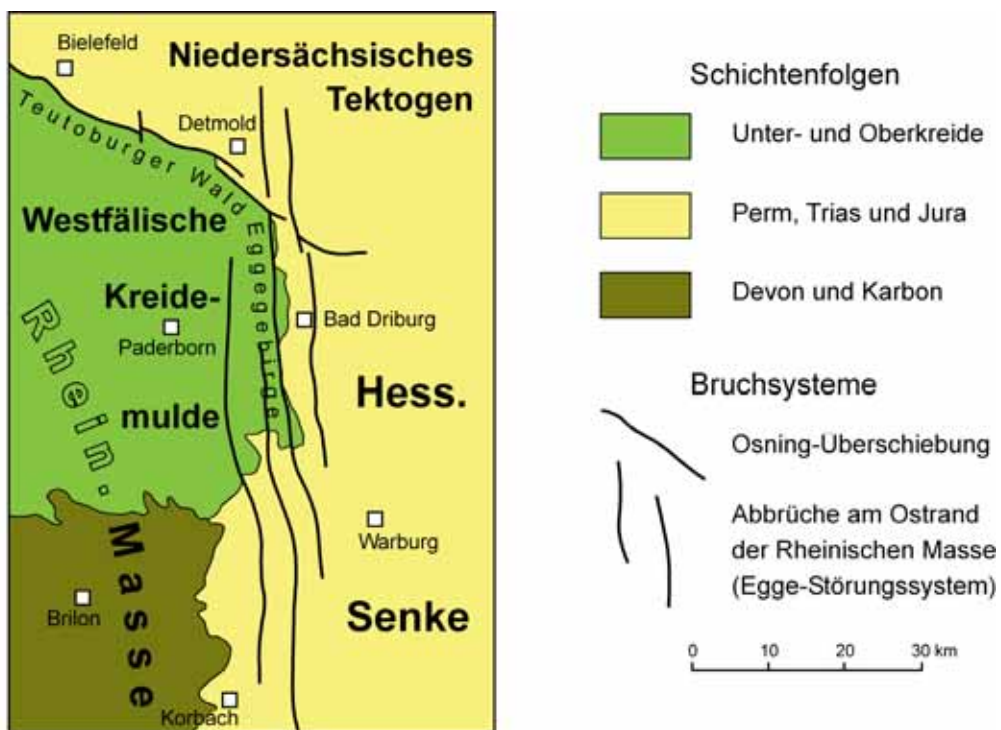 Bielefeld
Niedersächsisches
Tektogen
Detmold
Teutoburger Wald
Eggegebirge
Westfälische
Kreide-
mulde
Paderborn
Bad Driburg
Rhein.
Masse
Hess.
Senke
Warburg
Brilon
Korbach
Schichtenfolgen
Unter- und Oberkreide
Perm, Trias und Jura
Devon und Karbon
Bruchsysteme
Osning-Überschiebung
Abbrüche am Ostrand
der Rheinischen Masse
(Egge-Störungssystem)
0 10 20 30 km